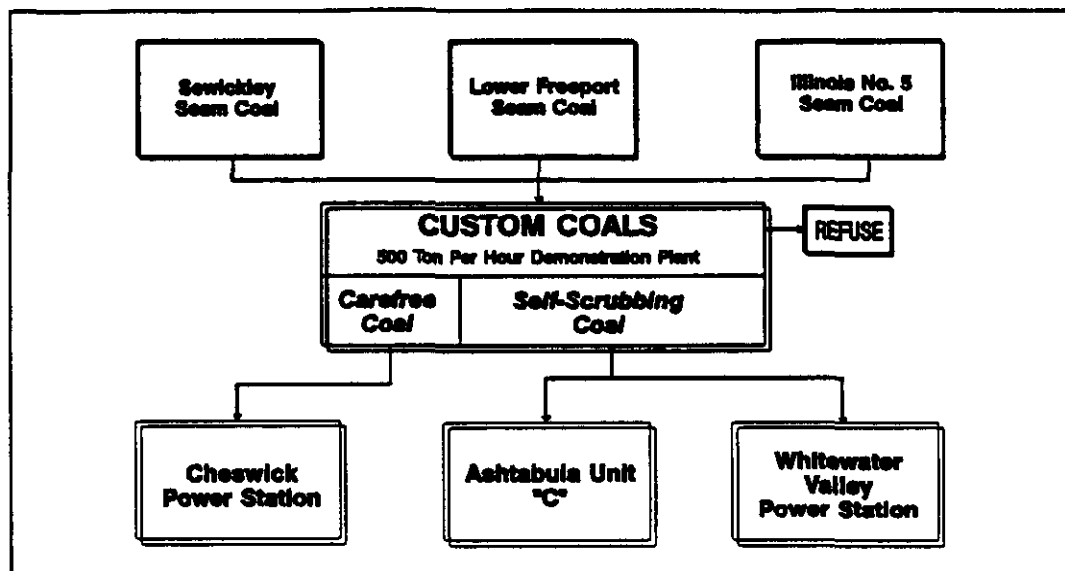 Sewickley
Seam Coal
Lower Freeport
Seam Coal
Illinois No. 5
Seam Coal
CUSTOM COALS
500 Ton Per Hour Demonstration Plant
REFUSE
Carefree
Coal
Self-Scrubbing
Coal
Cheswick
Power Station
Ashtabula Unit
"C"
Whitewater
Valley
Power Station